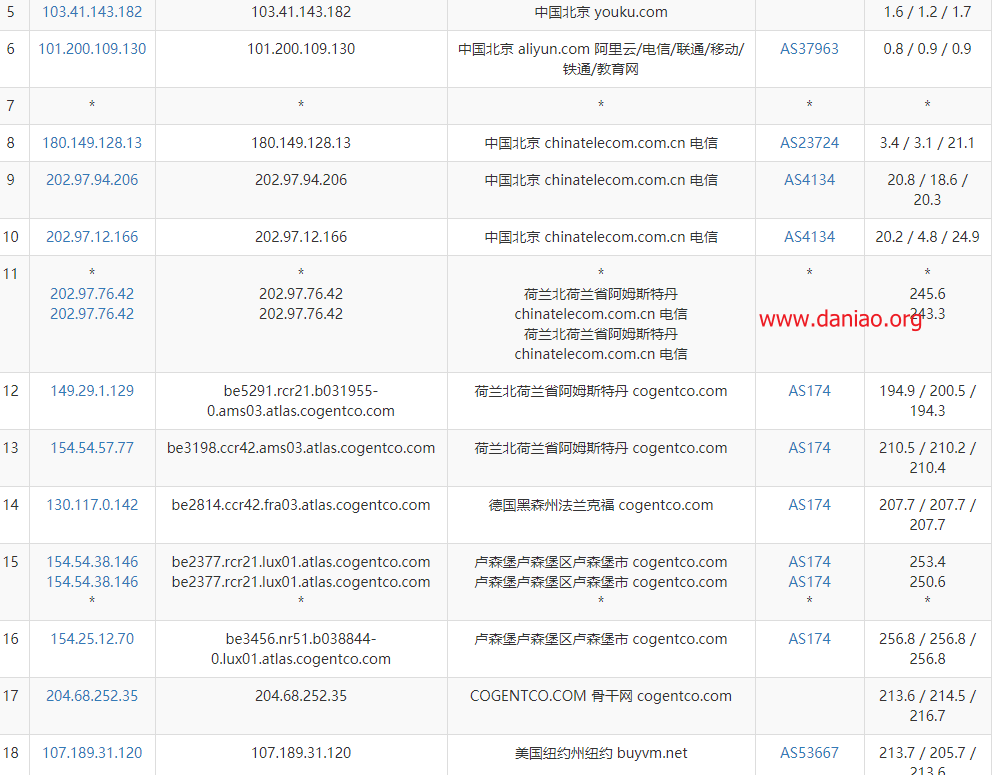 5 103.41.143.182 103.41.143.182 中国北京 youku.com 1.6 / 1.2 / 1.7
6 101.200.109.130 101.200.109.130 中国北京 aliyun.com 阿里云/电信/联通/移动/ AS37963 0.8 / 0.9 / 0.9
铁通/教育网
7 * * * * *
8 180.149.128.13 180.149.128.13 中国北京 chinatelecom.com.cn 电信 AS23724 3.4 / 3.1 / 21.1
9 202.97.94.206 202.97.94.206 中国北京 chinatelecom.com.cn 电信 AS4134 20.8 / 18.6 /
20.3
10 202.97.12.166 202.97.12.166 中国北京 chinatelecom.com.cn 电信 AS4134 20.2 / 4.8 / 24.9
11 * * * * *
202.97.76.42 202.97.76.42 荷兰北荷兰省阿姆斯特丹 245.6
202.97.76.42 202.97.76.42 chinatelecom.com.cn 电信 243.3
www.daniao.org
荷兰北荷兰省阿姆斯特丹
chinatelecom.com.cn 电信
12 149.29.1.129 be5291.rcr21.b031955- 荷兰北荷兰省阿姆斯特丹 cogentco.com AS174 194.9 / 200.5 /
0.ams03.atlas.cogentco.com 194.3
13 154.54.57.77 be3198.ccr42.ams03.atlas.cogentco.com 荷兰北荷兰省阿姆斯特丹 cogentco.com AS174 210.5 / 210.2 /
210.4
14 130.117.0.142 be2814.ccr42.fra03.atlas.cogentco.com 德国黑森州法兰克福 cogentco.com AS174 207.7 / 207.7 /
207.7
15 154.54.38.146 be2377.rcr21.lux01.atlas.cogentco.com 卢森堡卢森堡区卢森堡市 cogentco.com AS174 253.4
154.54.38.146 be2377.rcr21.lux01.atlas.cogentco.com 卢森堡卢森堡区卢森堡市 cogentco.com AS174 250.6
* * * * *
16 154.25.12.70 be3456.nr51.b038844- 卢森堡卢森堡区卢森堡市 cogentco.com AS174 256.8 / 256.8 /
0.lux01.atlas.cogentco.com 256.8
17 204.68.252.35 204.68.252.35 COGENTCO.COM 骨干网 cogentco.com 213.6 / 214.5 /
216.7
18 107.189.31.120 107.189.31.120 美国纽约州纽约 buyvm.net AS53667 213.7 / 205.7 /
213.6